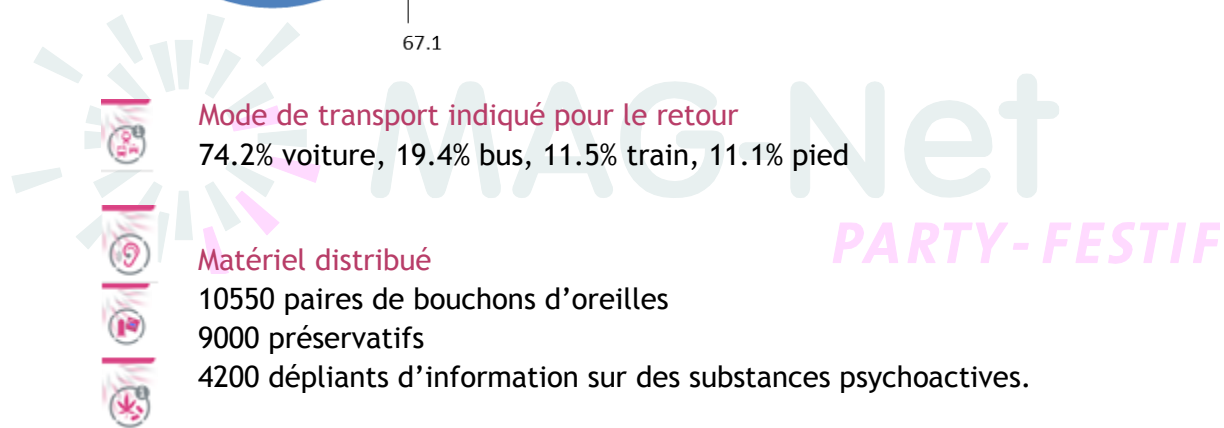 67.1
MAG-Net
PARTY-FESTIF
Mode de transport indiqué pour le retour
74.2% voiture, 19.4% bus, 11.5% train, 11.1% pied
Matériel distribué
10550 paires de bouchons d’oreilles
9000 préservatifs
4200 dépliants d’information sur des substances psychoactives.